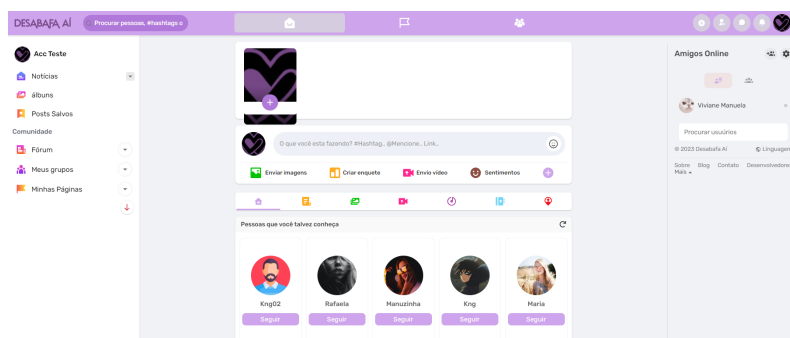 DESABAFA AÍ
Procurar pessoas, #hashtags e
Acc Teste
Notícias
álbuns
Posts Salvos
Comunidade
Fórum
Meus grupos
Minhas Páginas
O que você esta fazendo? #Hashtag.. @Mencione.. Link..
Enviar imagens
Criar enquete
Envio vídeo
Sentimentos
Pessoas que você talvez conheça
Kng02
Rafaela
Manuzinha
Kng
Maria
Seguir
Seguir
Seguir
Seguir
Seguir
Amigos Online
Viviane Manuela
Procurar usuúrios
© 2023 Desabafa Aí
Linguagem
Sobre Blog Contato Desenvolvedores
Mais